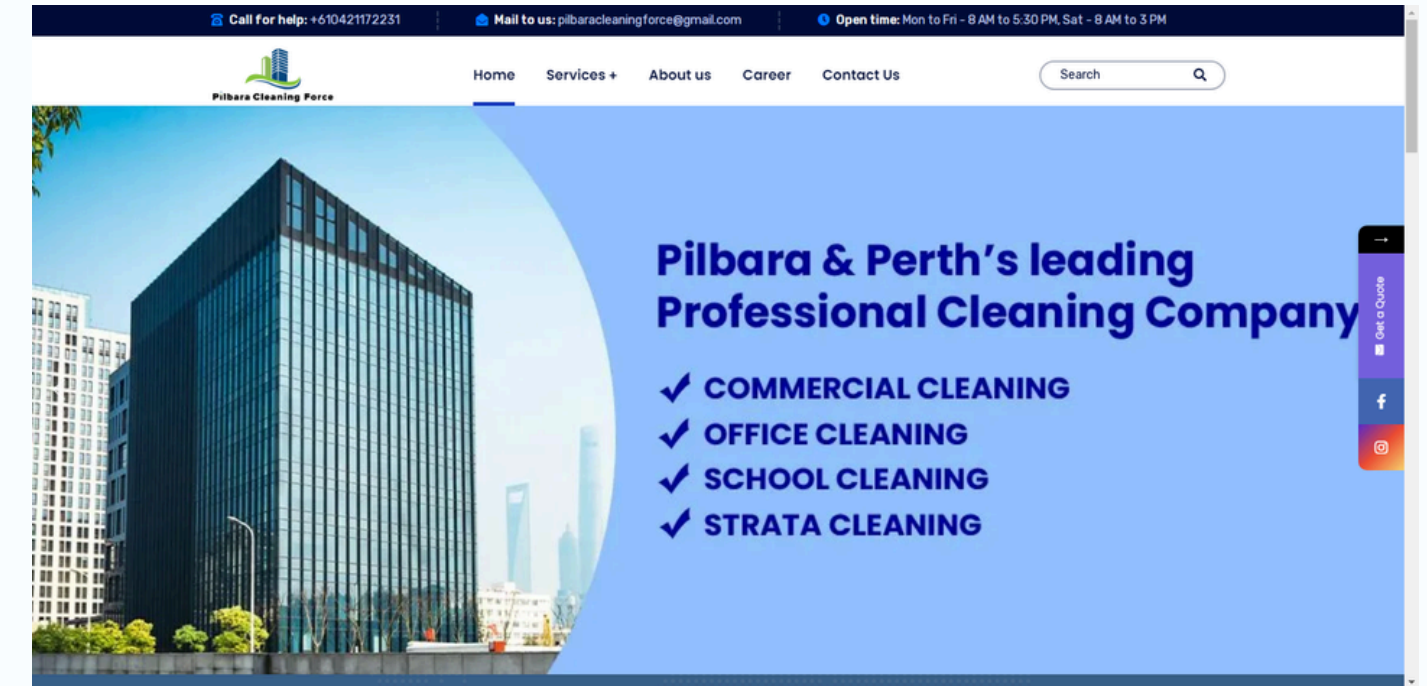 Call for help: +610421172231
Mail to us: pilbaracleaningforce@gmail.com
Open time: Mon to Fri - 8 AM to 5:30 PM, Sat - 8 AM to 3 PM
Pilbara Cleaning Force
Home
Services +
About us
Career
Contact Us
Search
Pilbara & Perth’s leading
Professional Cleaning Company
COMMERCIAL CLEANING
OFFICE CLEANING
SCHOOL CLEANING
STRATA CLEANING
→
Get a Quote